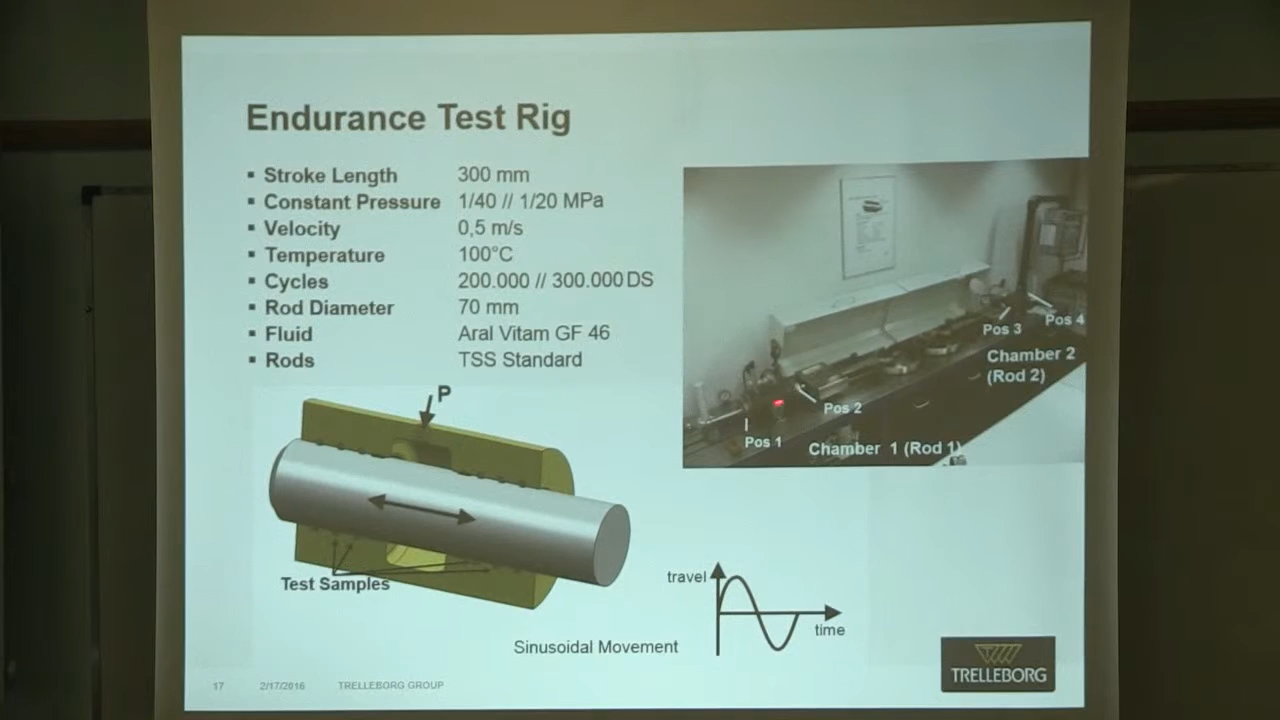 Endurance Test Rig
▪ Stroke Length 300 mm
▪ Constant Pressure 1/40 // 1/20 MPa
▪ Velocity 0,5 m/s
▪ Temperature 100°C
▪ Cycles 200.000 // 300.000 DS
▪ Rod Diameter 70 mm
▪ Fluid Aral Vitam GF 46
▪ Rods TSS Standard
Pos 4
Pos 3
Chamber 2
(Rod 2)
Pos 2
Pos 1
Chamber 1 (Rod 1)
P
Test Samples
travel
time
Sinusoidal Movement
17 2/17/2016 TRELLEBORG GROUP
TRELLEBORG